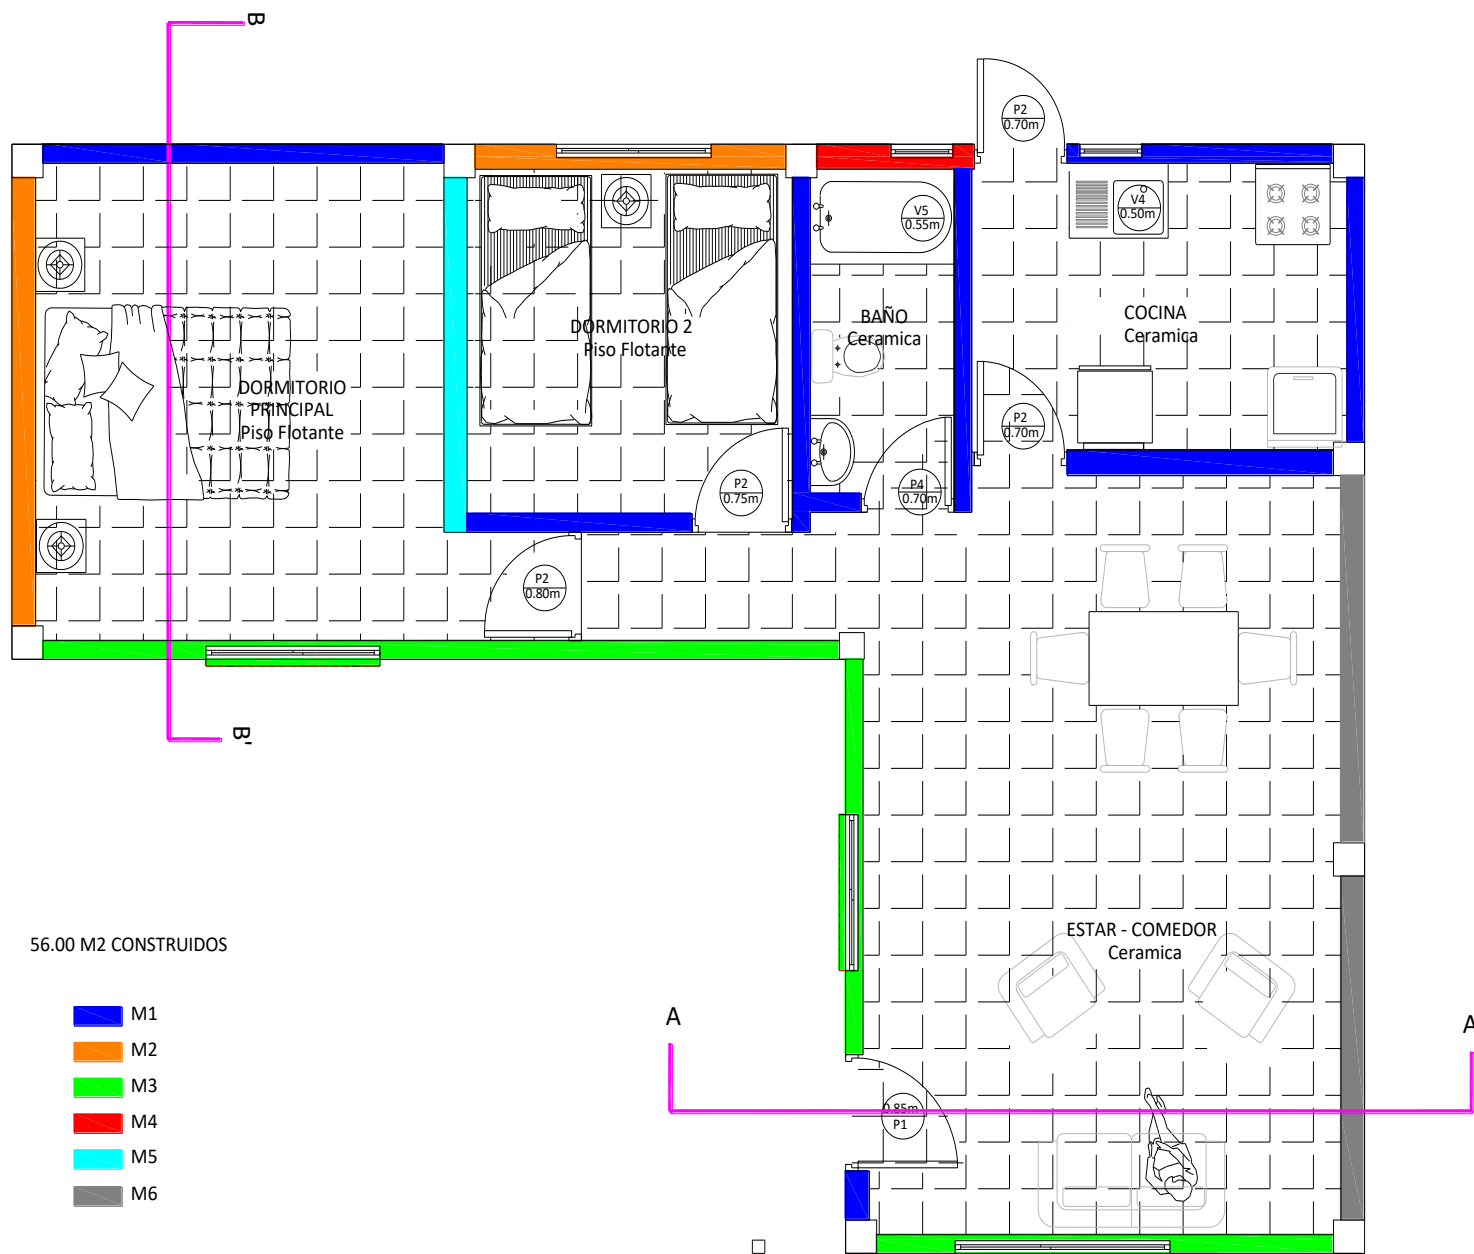 B
P2
0.70m
V4
0.50m
V5
0.55m
COCINA
Ceramica
BAÑO
Ceramica
DORMITORIO 2
Piso Flotante
DORMITORIO
PRINCIPAL
Piso Flotante
P2
0.70m
P2
0.75m
P4
0.70m
P2
0.80m
B'
ESTAR - COMEDOR
Ceramica
56.00 M2 CONSTRUIDOS
M1
M2
M3
M4
M5
M6
A
A
0.85m
P1